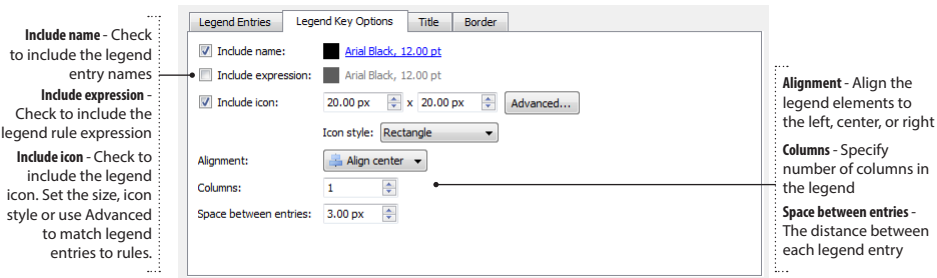 Include name - Check
to include the legend
entry names
Include expression -
Check to include the
legend rule expression
Include icon - Check to
include the legend
icon. Set the size, icon
style or use Advanced
to match legend
entries to rules.
Legend Entries Legend Key Options Title Border
Include name: Arial Black, 12.00 pt
Include expression: Arial Black, 12.00 pt
Include icon: 20.00 px x 20.00 px Advanced...
Icon style: Rectangle
Alignment: Align center
Columns: 1
Space between entries: 3.00 px
Alignment - Align the
legend elements to
the left, center, or right
Columns - Specify
number of columns in
the legend
Space between entries -
The distance between
each legend entry